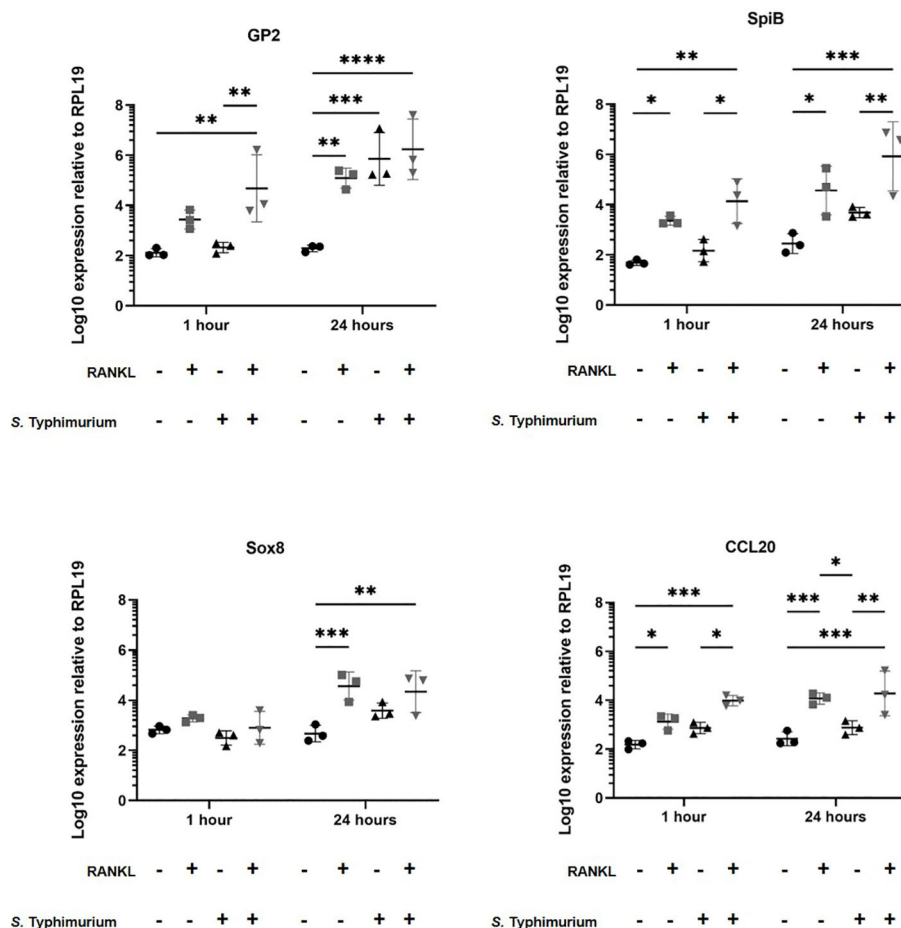 GP2
Log10 expression relative to RPL19
**
**
****
***
**
8
6
4
2
0
1 hour
24 hours
RANKL - + - + - + - +
S. Typhimurium - - + + - - + +
SpiB
Log10 expression relative to RPL19
**
*
*
***
*
**
8
6
4
2
0
1 hour
24 hours
RANKL - + - + - + - +
S. Typhimurium - - + + - - + +
Sox8
Log10 expression relative to RPL19
**
***
8
6
4
2
0
1 hour
24 hours
RANKL - + - + - + - +
S. Typhimurium - - + + - - + +
CCL20
Log10 expression relative to RPL19
***
*
*
*
***
**
***
8
6
4
2
0
1 hour
24 hours
RANKL - + - + - + - +
S. Typhimurium - - + + - - + +